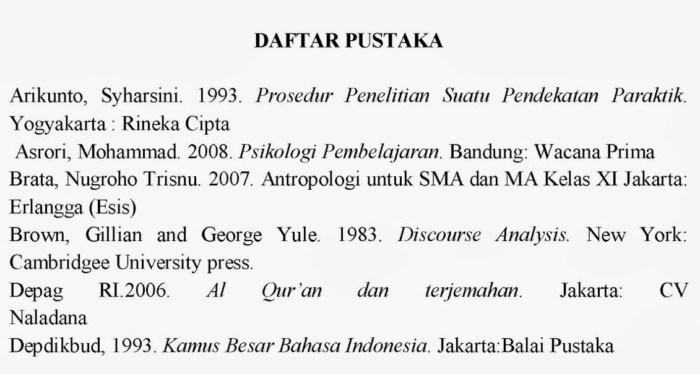 DAFTAR PUSTAKA
Arikunto, Syharsini. 1993. Prosedur Penelitian Suatu Pendekatan Paraktik.
Yogyakarta : Rineka Cipta
Asrori, Mohammad. 2008. Psikologi Pembelajaran. Bandung: Wacana Prima
Brata, Nugroho Trisnu. 2007. Antropologi untuk SMA dan MA Kelas XI Jakarta:
Erlangga (Esis)
Brown, Gillian and George Yule. 1983. Discourse Analysis. New York:
Cambridgee University press.
Depag RI.2006. Al Qur'an dan terjemahan. Jakarta: CV
Naladana
Depdikbud, 1993. Kamus Besar Bahasa Indonesia. Jakarta:Balai Pustaka